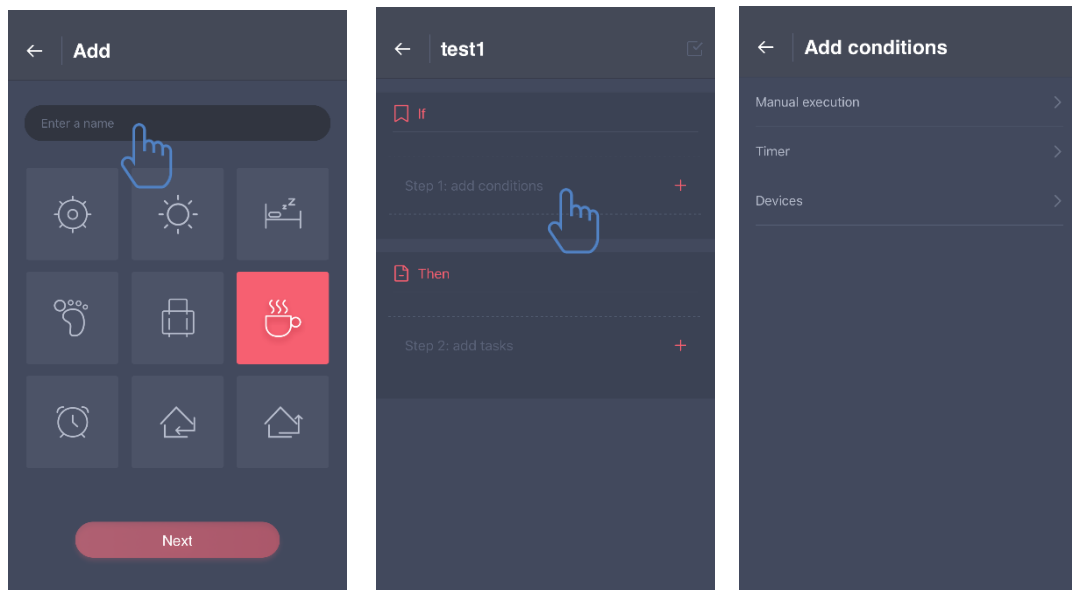 Add
Enter a name
Next
test1
If
Step 1: add conditions
Then
Step 2: add tasks
Add conditions
Manual execution
Timer
Devices